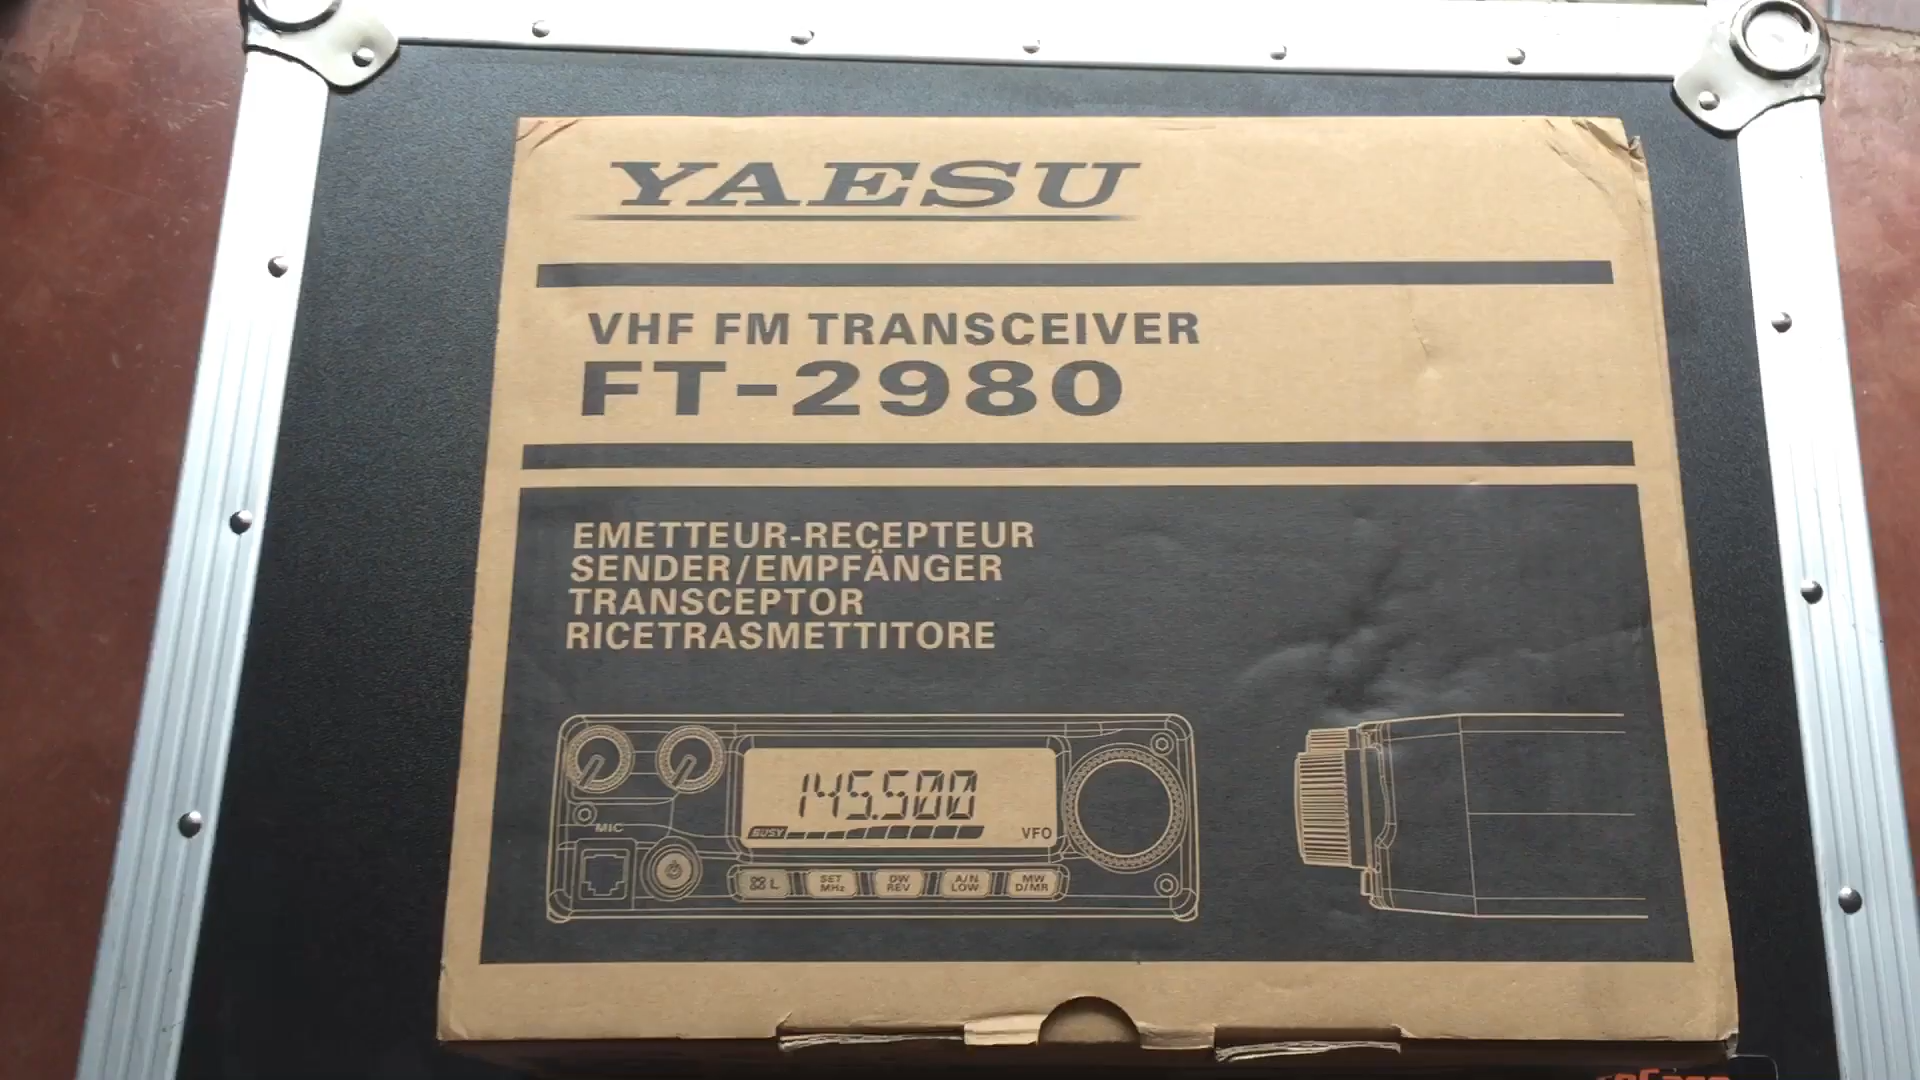 YAESU
VHF FM TRANSCEIVER
FT-2980
EMETTEUR-RECEPTEUR
SENDER/EMPFÄNGER
TRANSCEPTOR
RICETRASMETTITORE
145.500
BUSY
VFO
MIC
L
SET
MHz
DW
REV
A/N
LOW
MW
D/MR